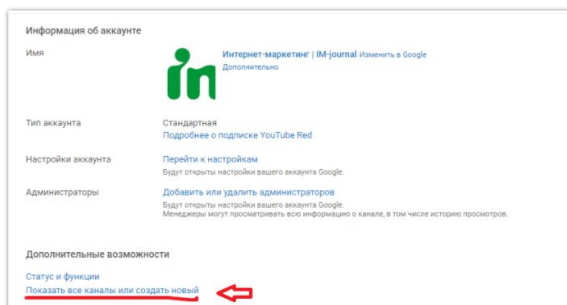 Информация об аккаунте
Имя
in
Интернет-маркетинг | IM-journal Изменить в Google
Дополнительно
Тип аккаунта
Стандартная
Подробнее о подписке YouTube Red
Настройки аккаунта
Перейти к настройкам
Будут открыты настройки вашего аккаунта Google.
Администраторы
Добавить или удалить администраторов
Будут открыты настройки вашего аккаунта Google.
Менеджеры могут просматривать всю информацию о канале, в том числе историю просмотров.
Дополнительные возможности
Статус и функции
Показать все каналы или создать новый